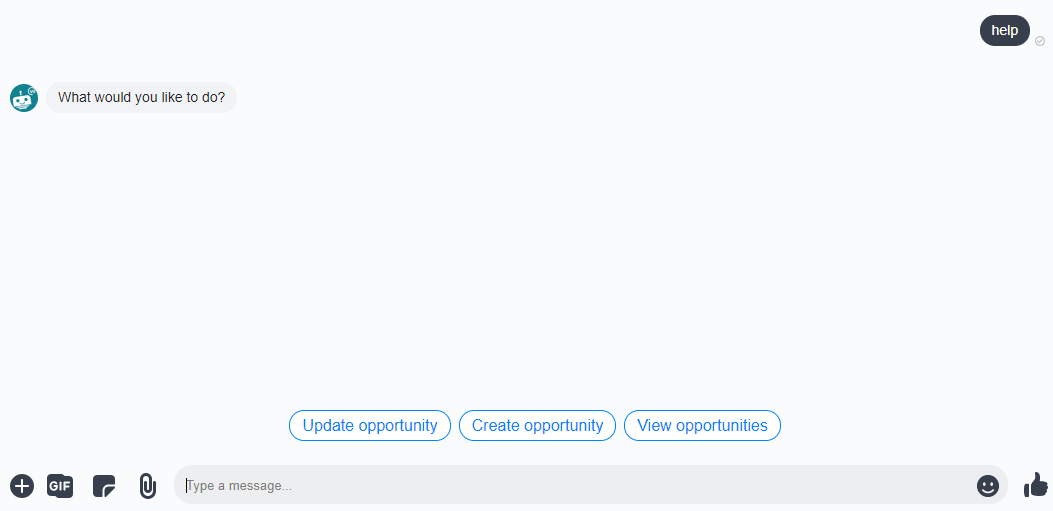 help
What would you like to do?
Update opportunity Create opportunity View opportunities
GIF Type a message...